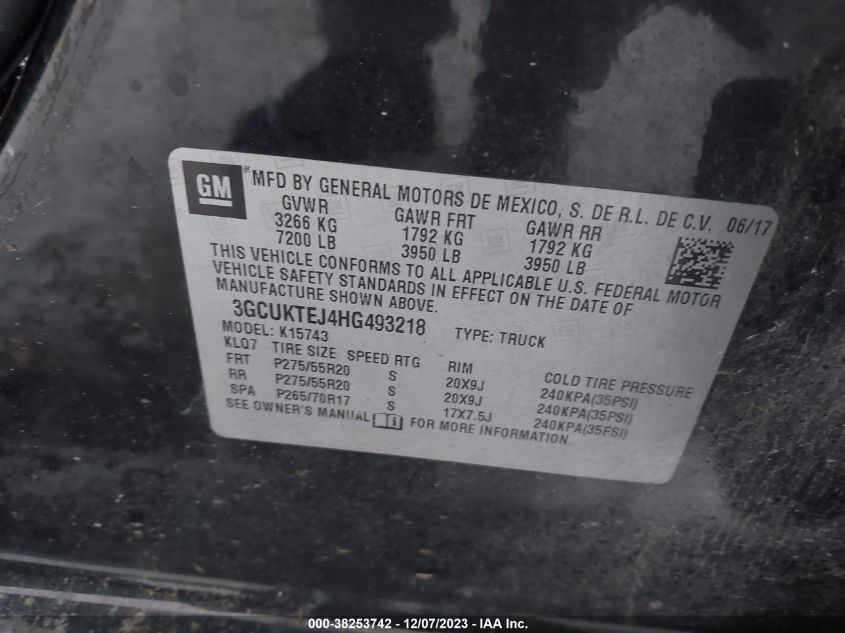 GM
® MFD BY GENERAL MOTORS DE MEXICO, S. DE R.L. DE C.V. 06/17
GVWR GAWR FRT GAWR RR
3266 KG 1792 KG 1792 KG
7200 LB 3950 LB 3950 LB
THIS VEHICLE CONFORMS TO ALL APPLICABLE U.S. FEDERAL MOTOR
VEHICLE SAFETY STANDARDS IN EFFECT ON THE DATE OF
MANUFACTURE SHOWN ABOVE.
3GCUKTEJ4HG493218 TYPE: TRUCK
MODEL: K15743
KLQ7 TIRE SIZE SPEED RTG RIM COLD TIRE PRESSURE
FRT P275/55R20 S 20X9J 240KPA(35PSI)
RR P275/55R20 S 20X9J 240KPA(35PSI)
SPA P265/70R17 S 17X7.5J 240KPA(35PSI)
SEE OWNER'S MANUAL FOR MORE INFORMATION.
000-38253742 - 12/07/2023 - IAA Inc.